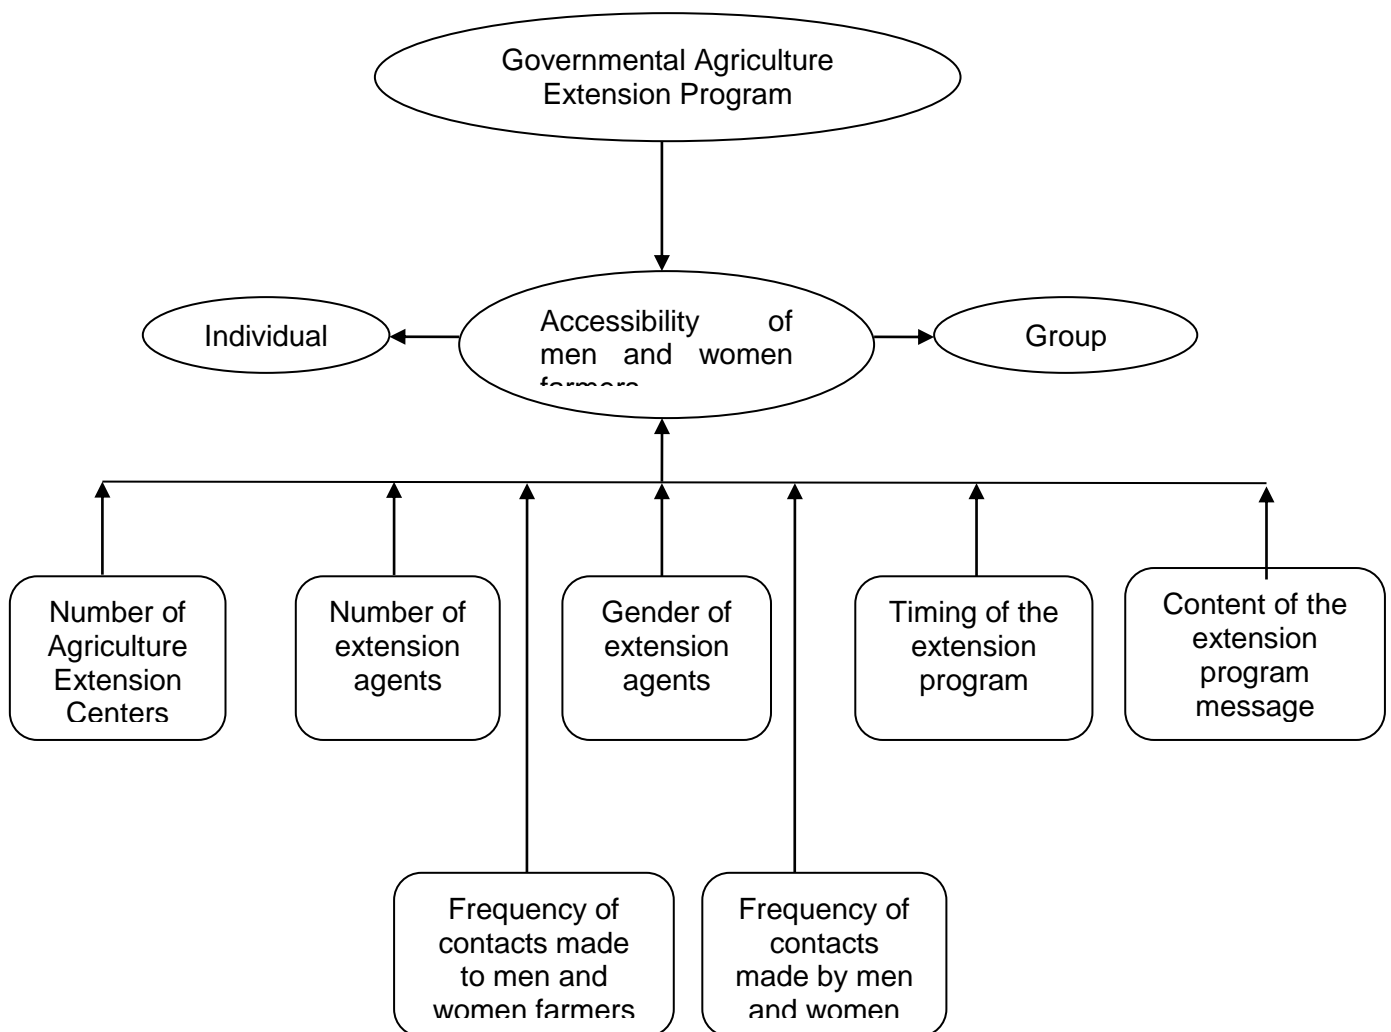 Governmental Agriculture
Extension Program
Individual
Accessibility of
men and women
farmers
Group
Number of
Agriculture
Extension
Centers
Number of
extension
agents
Gender of
extension
agents
Timing of the
extension
program
Content of the
extension
program
message
Frequency of
contacts made
to men and
women farmers
Frequency of
contacts
made by men
and women